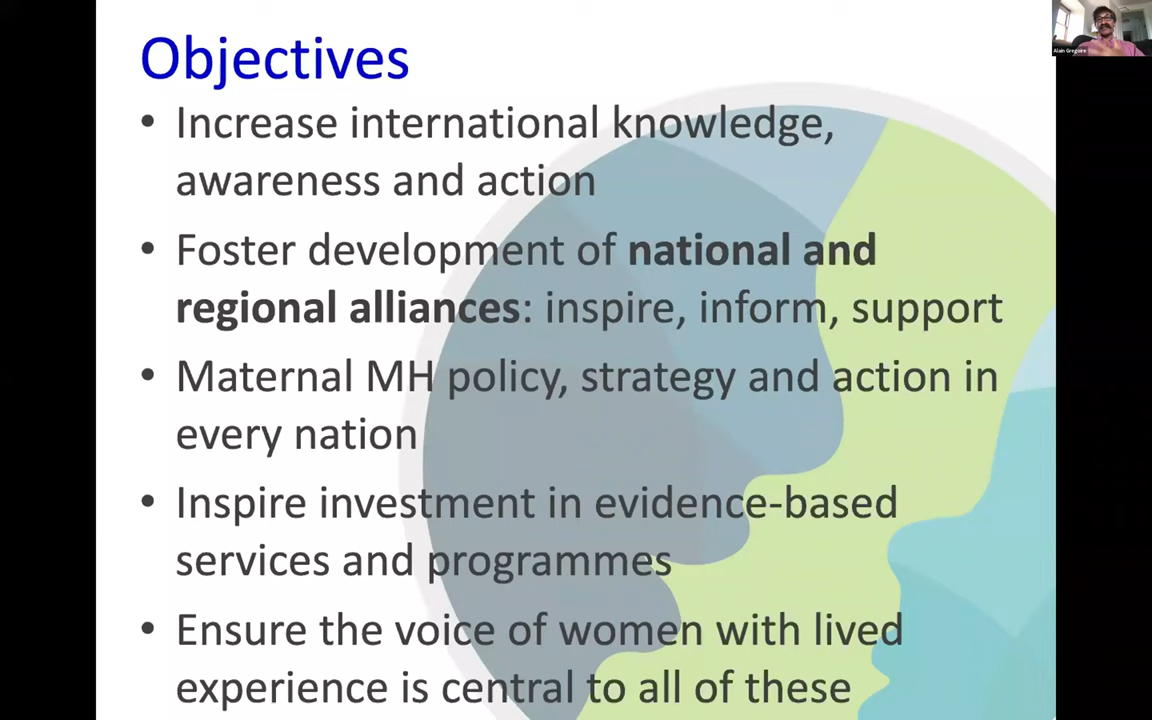 Objectives
• Increase international knowledge,
awareness and action
• Foster development of national and
regional alliances: inspire, inform, support
• Maternal MH policy, strategy and action in
every nation
• Inspire investment in evidence-based
services and programmes
• Ensure the voice of women with lived
experience is central to all of these
Alain Gregoire